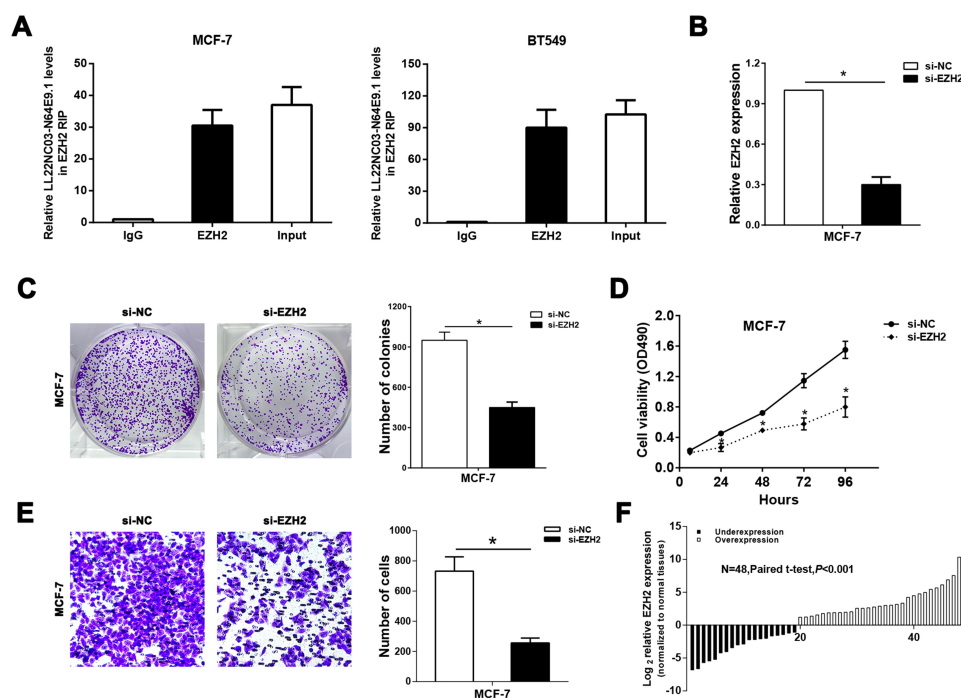 A
MCF-7
Relative LL22NC03-N64E9.1 levels
in EZH2 RIP
50
40
30
20
10
0
IgG EZH2 Input
BT549
Relative LL22NC03-N64E9.1 levels
in EZH2 RIP
150
120
90
60
30
0
IgG EZH2 Input
B
si-NC
si-EZH2
Relative EZH2 expression
1.2
0.9
0.6
0.3
0.0
*
MCF-7
C
si-NC si-EZH2
MCF-7
Number of colonies
1200
900
600
300
0
*
si-NC
si-EZH2
MCF-7
D
MCF-7
si-NC
si-EZH2
Cell viability (OD490)
2.0
1.6
1.2
0.8
0.4
0.0
* * * *
24 48 72 96
Hours
E
si-NC si-EZH2
MCF-7
Number of cells
1000
800
600
400
200
0
*
si-NC
si-EZH2
MCF-7
F
Underexpression
Overexpression
N=48,Paired t-test,P<0.001
Log 2 relative EZH2 expression
(normalized to normal tissues)
15
10
5
0
-5
-10
20 40